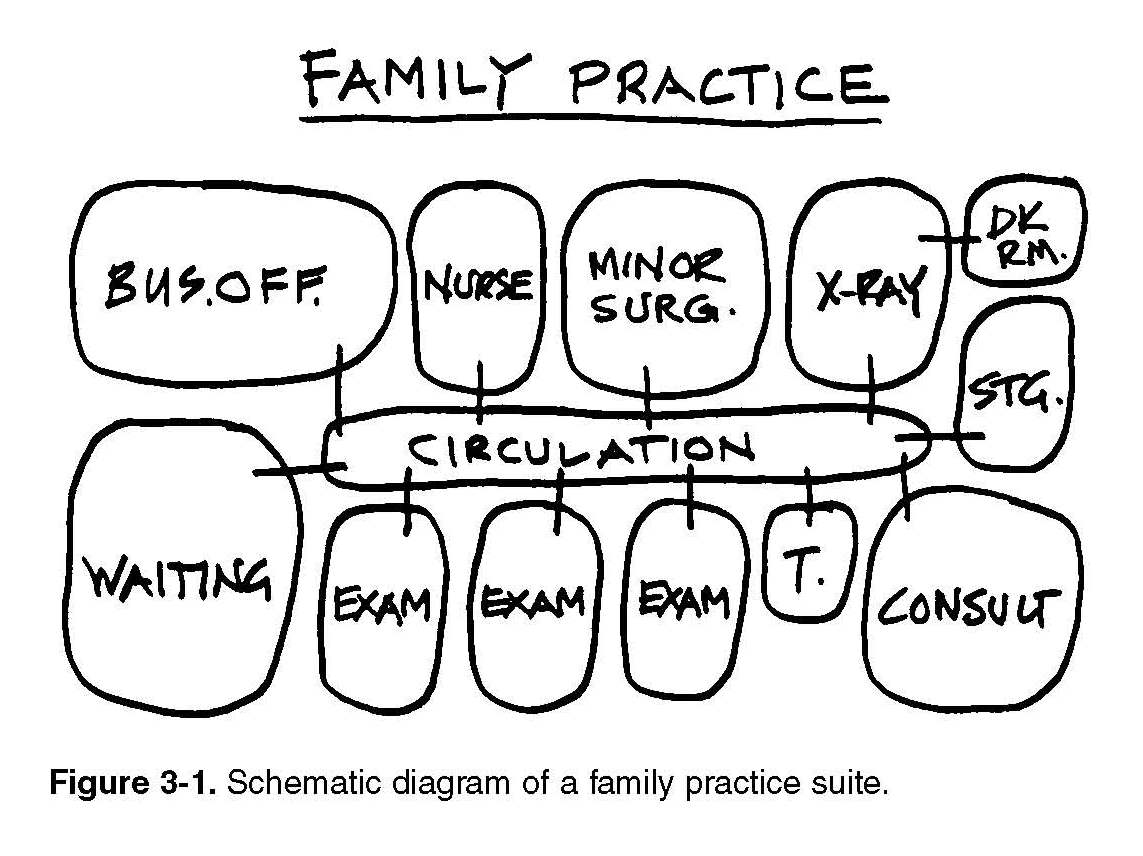 FAMILY PRACTICE
BUS.OFF.
NURSE
MINOR
SURG.
X-RAY
DK
RM.
STG.
CIRCULATION
WAITING
EXAM
EXAM
EXAM
T.
CONSULT
Figure 3-1. Schematic diagram of a family practice suite.